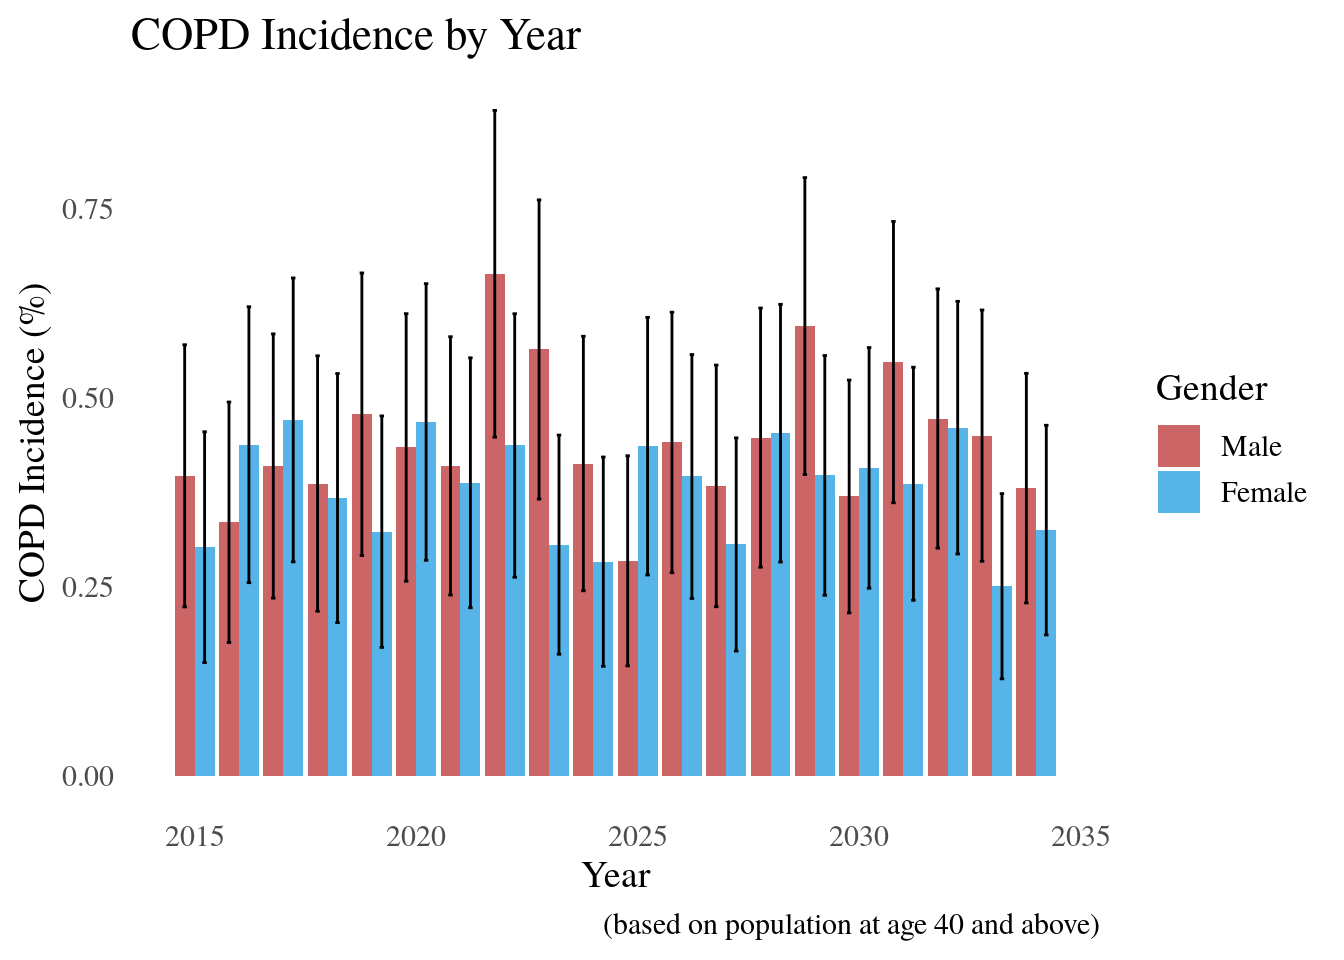 COPD Incidence by Year
COPD Incidence (%)
0.75
0.50
0.25
0.00
2015
2020
2025
2030
2035
Year
(based on population at age 40 and above)
Gender
Male
Female